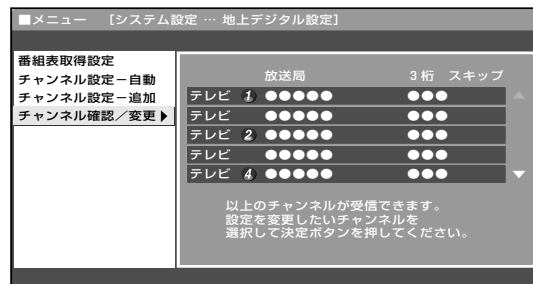 ■メニュー [システム設定 … 地上デジタル設定]
番組表取得設定
チャンネル設定－自動
チャンネル設定－追加
チャンネル確認／変更▶
放送局 3桁 スキップ
テレビ 1 ●●●●● ●●●
テレビ ●●●●● ●●●
テレビ 2 ●●●●● ●●●
テレビ ●●●●● ●●●
テレビ 4 ●●●●● ●●●
以上のチャンネルが受信できます。
設定を変更したいチャンネルを
選択して決定ボタンを押してください。